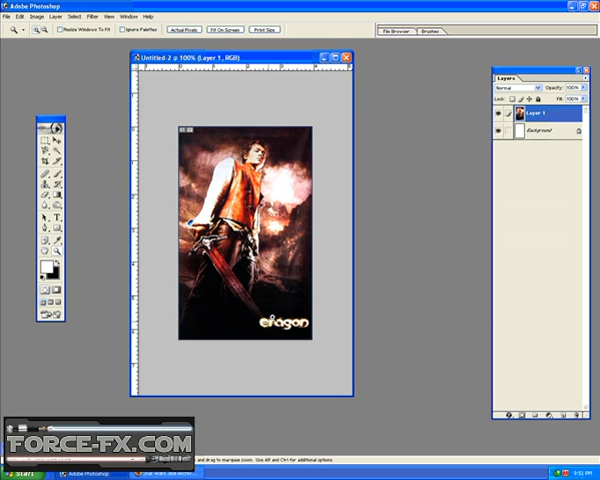 Adobe Photoshop
File Edit Image Layer Select Filter View Window Help
Resize Windows To Fit Ignore Palettes Actual Pixels Fit On Screen Print Size File Browser Brushes
Untitled-2 @ 100% (Layer 1, RGB)
Layers
Normal Opacity: 100%
Lock: Fill: 100%
Layer 1
Background
eragon
FORCE-FX.COM
and drag to marquee zoom. Use Alt and Ctrl for additional options.
Start Adobe Photoshop 9:51 PM